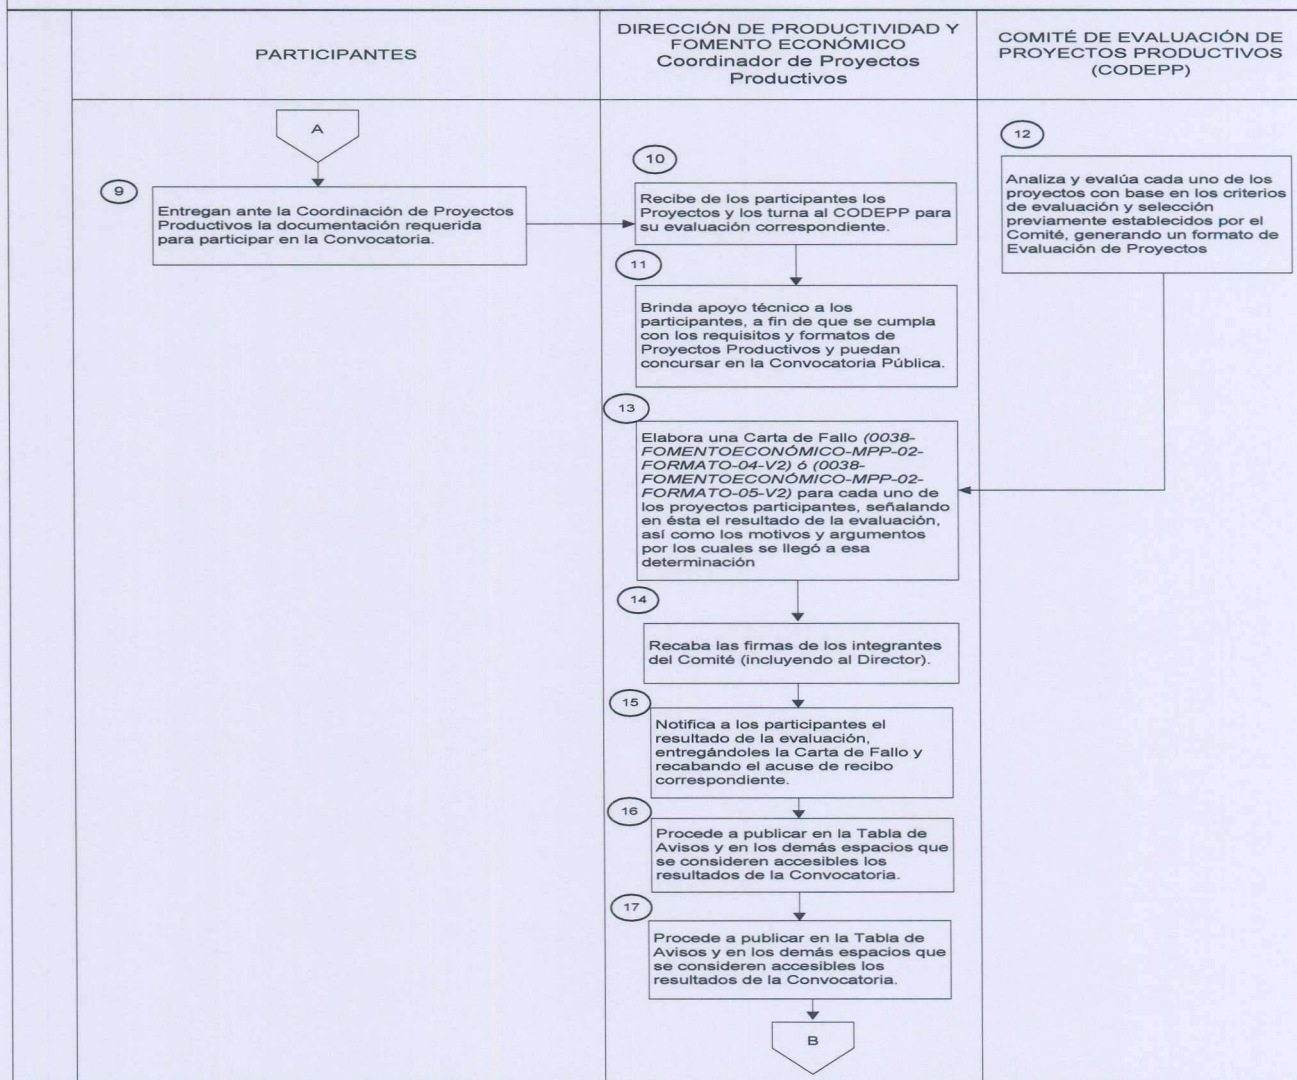 PARTICIPANTES
DIRECCIÓN DE PRODUCTIVIDAD Y
FOMENTO ECONÓMICO
Coordinador de Proyectos
Productivos
COMITÉ DE EVALUACIÓN DE
PROYECTOS PRODUCTIVOS
(CODEPP)
A
9
Entregan ante la Coordinación de Proyectos
Productivos la documentación requerida
para participar en la Convocatoria.
10
Recibe de los participantes los
Proyectos y los turna al CODEPP para
su evaluación correspondiente.
11
Brinda apoyo técnico a los
participantes, a fin de que se cumpla
con los requisitos y formatos de
Proyectos Productivos y puedan
concursar en la Convocatoria Pública.
12
Analiza y evalúa cada uno de los
proyectos con base en los criterios
de evaluación y selección
previamente establecidos por el
Comité, generando un formato de
Evaluación de Proyectos
13
Elabora una Carta de Fallo (0038-
FOMENTOECONÓMICO-MPP-02-
FORMATO-04-V2) ó (0038-
FOMENTOECONÓMICO-MPP-02-
FORMATO-05-V2) para cada uno de
los proyectos participantes, señalando
en ésta el resultado de la evaluación,
así como los motivos y argumentos
por los cuales se llegó a esa
determinación
14
Recaba las firmas de los integrantes
del Comité (incluyendo al Director).
15
Notifica a los participantes el
resultado de la evaluación,
entregándoles la Carta de Fallo y
recabando el acuse de recibo
correspondiente.
16
Procede a publicar en la Tabla de
Avisos y en los demás espacios que
se consideren accesibles los
resultados de la Convocatoria.
17
Procede a publicar en la Tabla de
Avisos y en los demás espacios que
se consideren accesibles los
resultados de la Convocatoria.
B